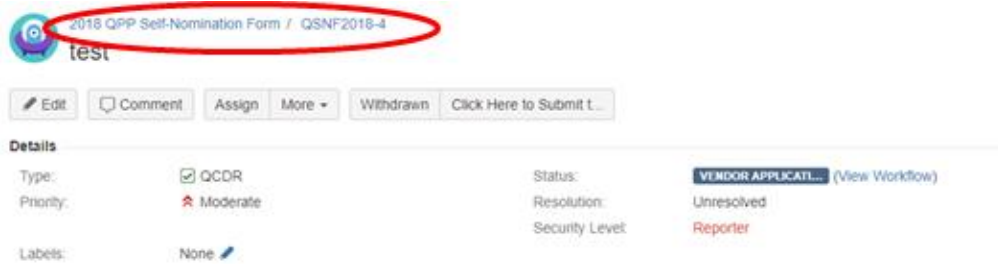 2018 QPP Self-Nomination Form / QSNF2018-4
test
Edit Comment Assign More Withdrawn Click Here to Submit t...
Details
Type: QCDR Status: VENDOR APPLICATI... (View Workflow)
Priority: Moderate Resolution: Unresolved
Security Level: Reporter
Labels: None